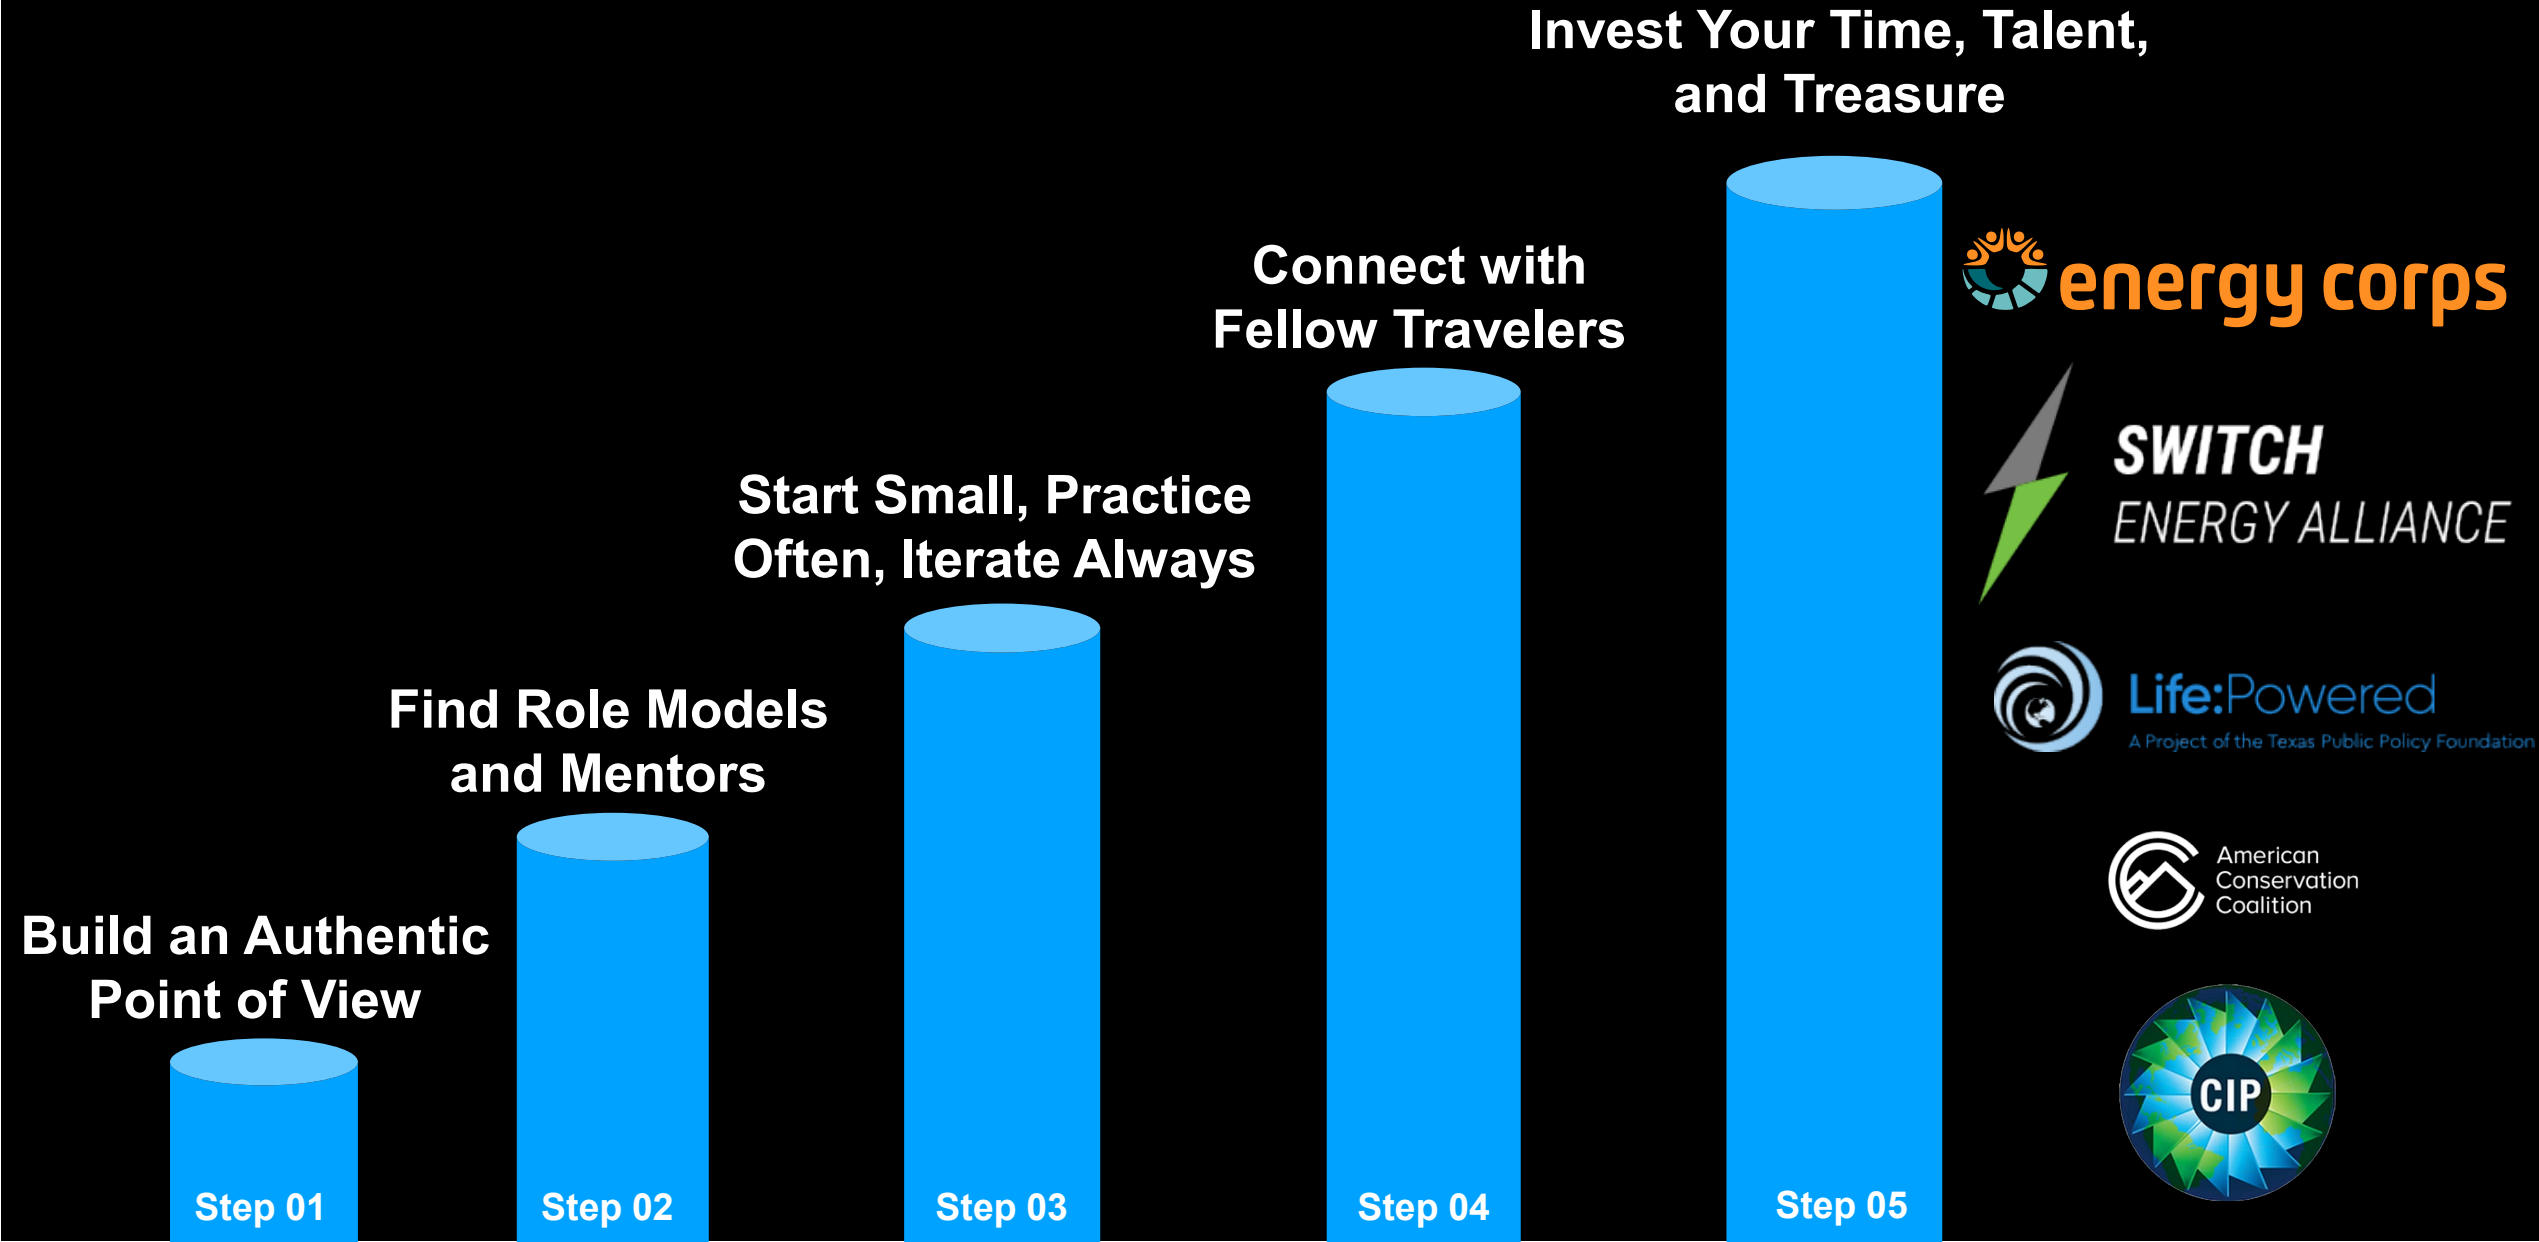 Invest Your Time, Talent,
and Treasure
Connect with
Fellow Travelers
Start Small, Practice
Often, Iterate Always
Find Role Models
and Mentors
Build an Authentic
Point of View
Step 01
Step 02
Step 03
Step 04
Step 05
energy corps
SWITCH
ENERGY ALLIANCE
Life:Powered
A Project of the Texas Public Policy Foundation
American
Conservation
Coalition
CIP